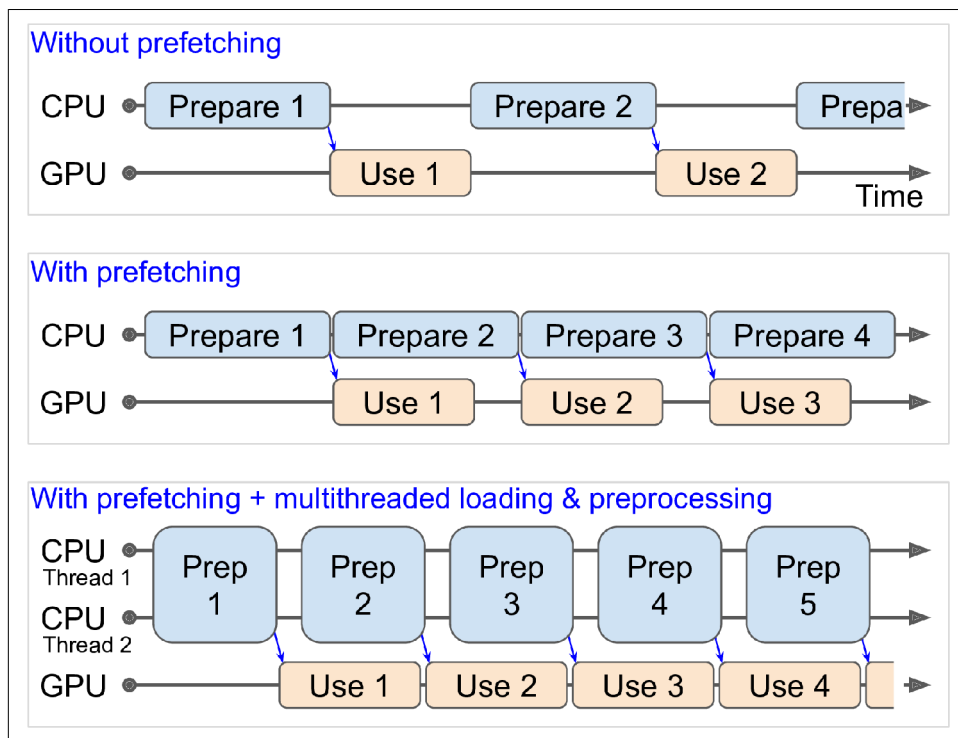 Without prefetching
CPU Prepare 1 Prepare 2 Prepa
GPU Use 1 Use 2
Time
With prefetching
CPU Prepare 1 Prepare 2 Prepare 3 Prepare 4
GPU Use 1 Use 2 Use 3
With prefetching + multithreaded loading & preprocessing
CPU
Thread 1
Prep 1 Prep 2 Prep 3 Prep 4 Prep 5
CPU
Thread 2
GPU Use 1 Use 2 Use 3 Use 4